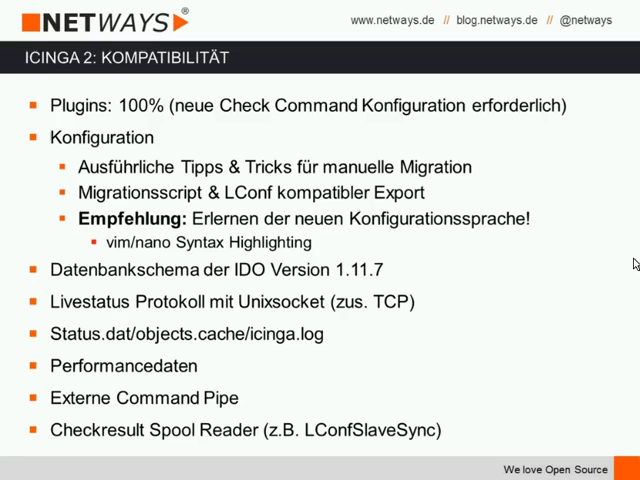 NETWAYS®
www.netways.de // blog.netways.de // @netways
ICINGA 2: KOMPATIBILITÄT
Plugins: 100% (neue Check Command Konfiguration erforderlich)
Konfiguration
Ausführliche Tipps & Tricks für manuelle Migration
Migrationsscript & LConf kompatibler Export
Empfehlung: Erlernen der neuen Konfigurationssprache!
vim/nano Syntax Highlighting
Datenbankschema der IDO Version 1.11.7
Livestatus Protokoll mit Unixsocket (zus. TCP)
Status.dat/objects.cache/icinga.log
Performancedaten
Externe Command Pipe
Checkresult Spool Reader (z.B. LConfSlaveSync)
We love Open Source